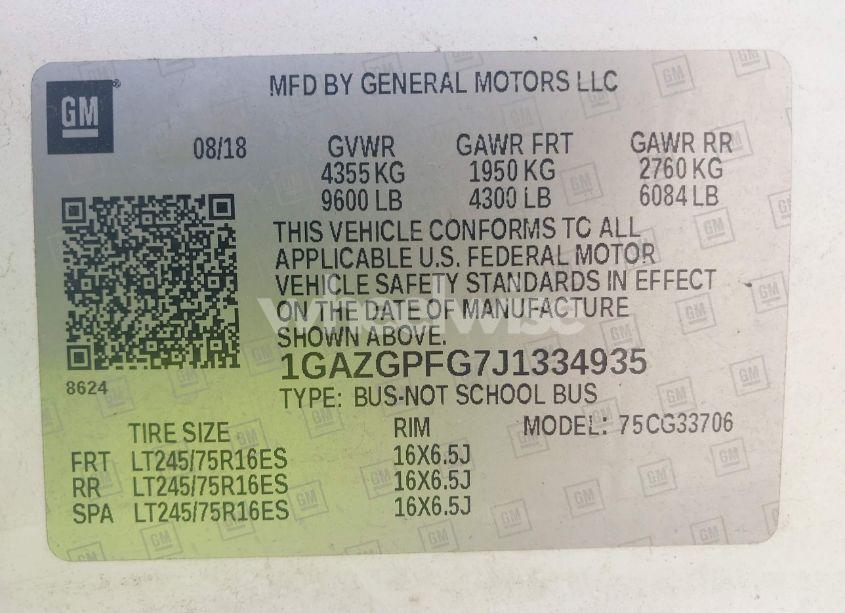 GM
MFD BY GENERAL MOTORS LLC
08/18
GVWR GAWR FRT GAWR RR
4355 KG 1950 KG 2760 KG
9600 LB 4300 LB 6084 LB
THIS VEHICLE CONFORMS TO ALL
APPLICABLE U.S. FEDERAL MOTOR
VEHICLE SAFETY STANDARDS IN EFFECT
ON THE DATE OF MANUFACTURE
SHOWN ABOVE.
1GAZGPFG7J1334935
8624
TYPE: BUS-NOT SCHOOL BUS
TIRE SIZE RIM MODEL: 75CG33706
FRT LT245/75R16ES 16X6.5J
RR LT245/75R16ES 16X6.5J
SPA LT245/75R16ES 16X6.5J